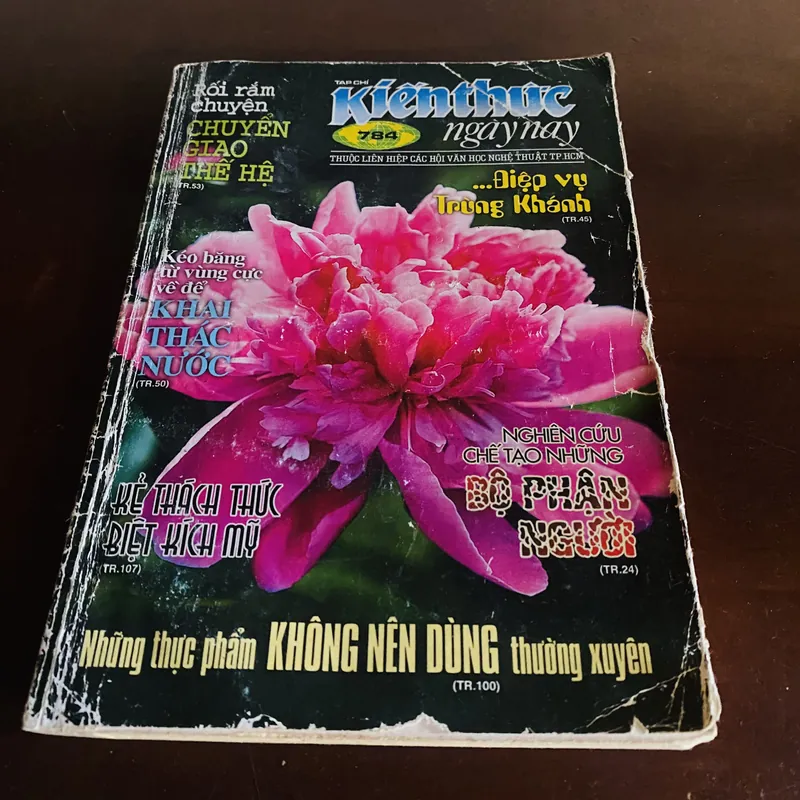 Rối rắm
chuyện
CHUYỂN
GIAO
THẾ HỆ
(TR.53)
TẠP CHÍ
Kiến thức
ngày nay
784
THUỘC LIÊN HIỆP CÁC HỘI VĂN HỌC NGHỆ THUẬT TP.HCM
...Điệp vụ
Trùng Khánh
(TR.45)
Kéo băng
từ vùng cực
về để
KHAI
THÁC
NƯỚC
(TR.50)
NGHIÊN CỨU
CHẾ TẠO NHỮNG
BỘ PHẬN
NGƯỜI
(TR.24)
KẺ THÁCH THỨC
BIỆT KÍCH MỸ
(TR.107)
Những thực phẩm KHÔNG NÊN DÙNG thường xuyên
(TR.100)